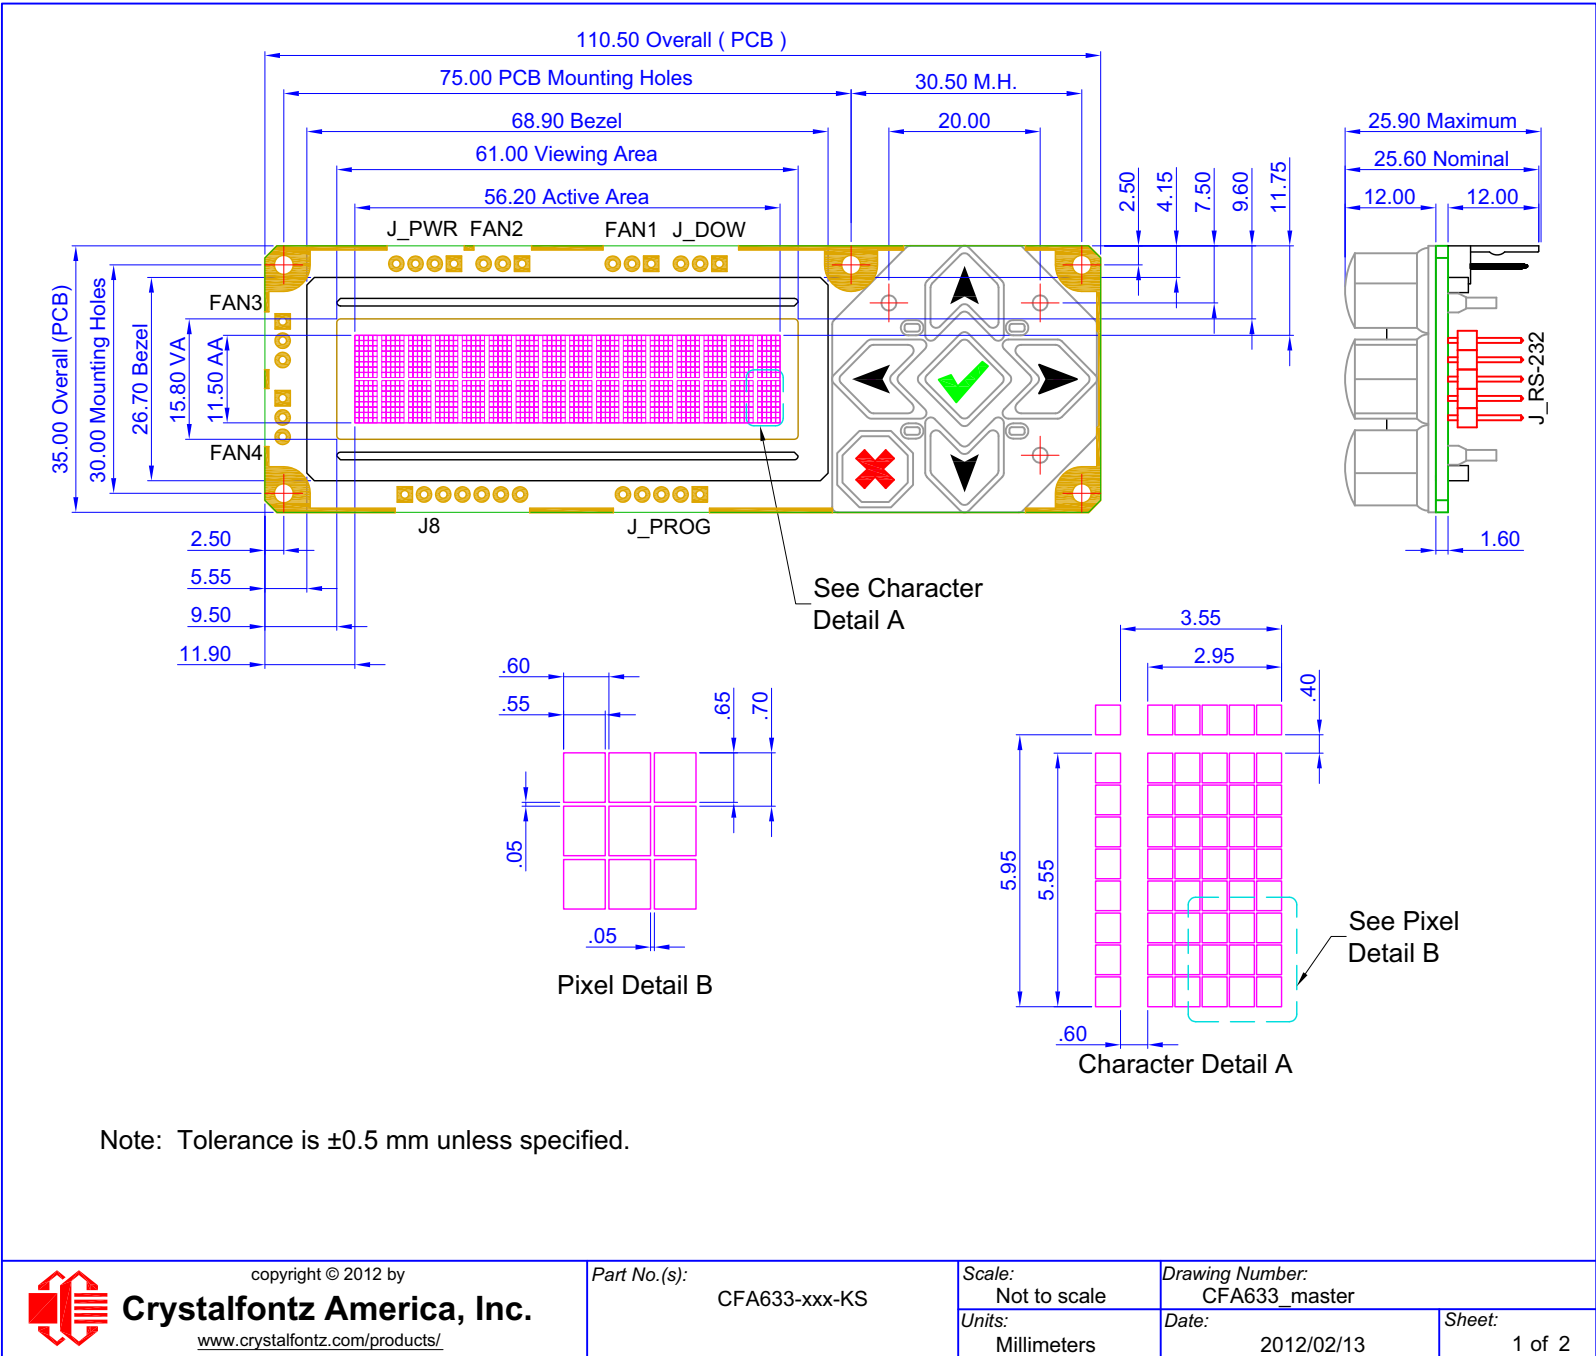 110.50 Overall ( PCB )
75.00 PCB Mounting Holes
30.50 M.H.
68.90 Bezel
20.00
61.00 Viewing Area
56.20 Active Area
2.50
4.15
7.50
9.60
11.75
25.90 Maximum
25.60 Nominal
12.00
12.00
J_PWR FAN2
FAN1 J_DOW
FAN3
FAN4
35.00 Overall (PCB)
30.00 Mounting Holes
26.70 Bezel
15.80 VA
11.50 AA
J8
J_PROG
J_RS-232
1.60
2.50
5.55
9.50
11.90
See Character
Detail A
.60
.55
.65
.70
.05
.05
Pixel Detail B
3.55
2.95
.40
5.95
5.55
.60
See Pixel
Detail B
Character Detail A
Note: Tolerance is ±0.5 mm unless specified.
copyright © 2012 by
Crystalfontz America, Inc.
www.crystalfontz.com/products/
Part No.(s):
CFA633-xxx-KS
Scale:
Not to scale
Drawing Number:
CFA633_master
Units:
Millimeters
Date:
2012/02/13
Sheet:
1 of 2